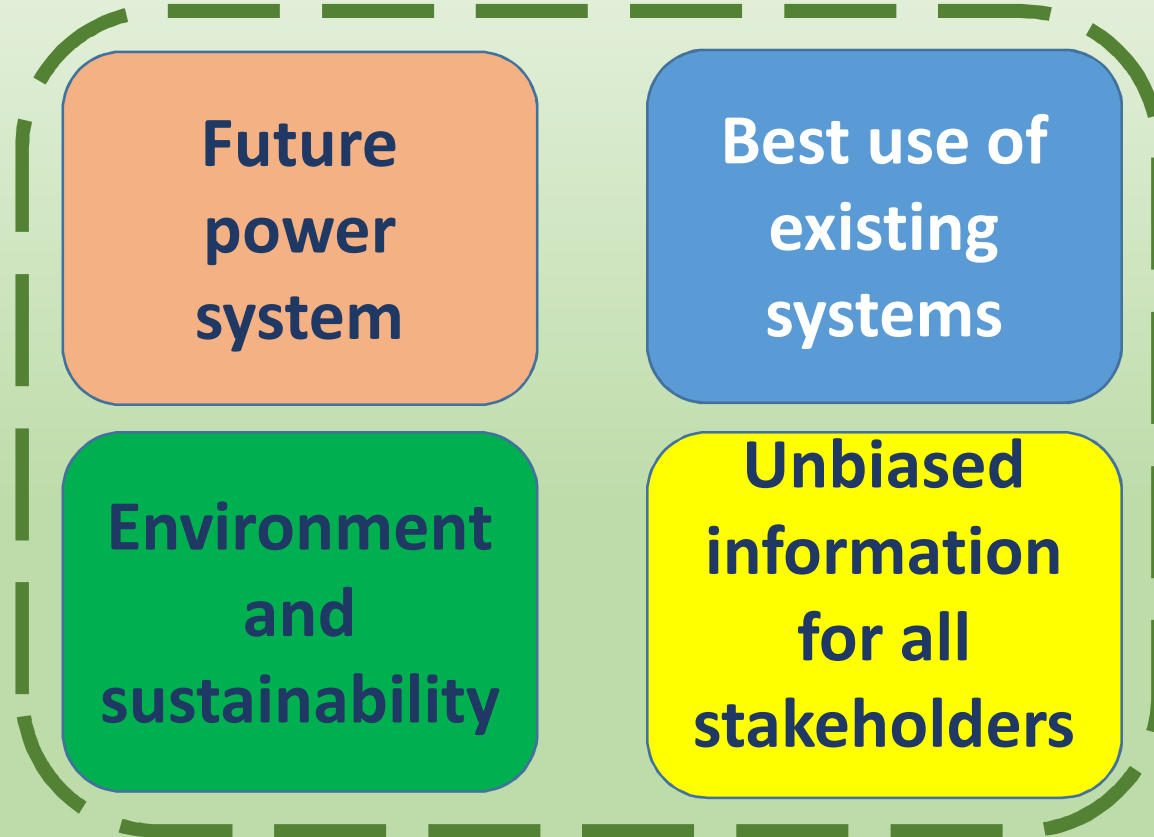 Future
power
system
Best use of
existing
systems
Environment
and
sustainability
Unbiased
information
for all
stakeholders